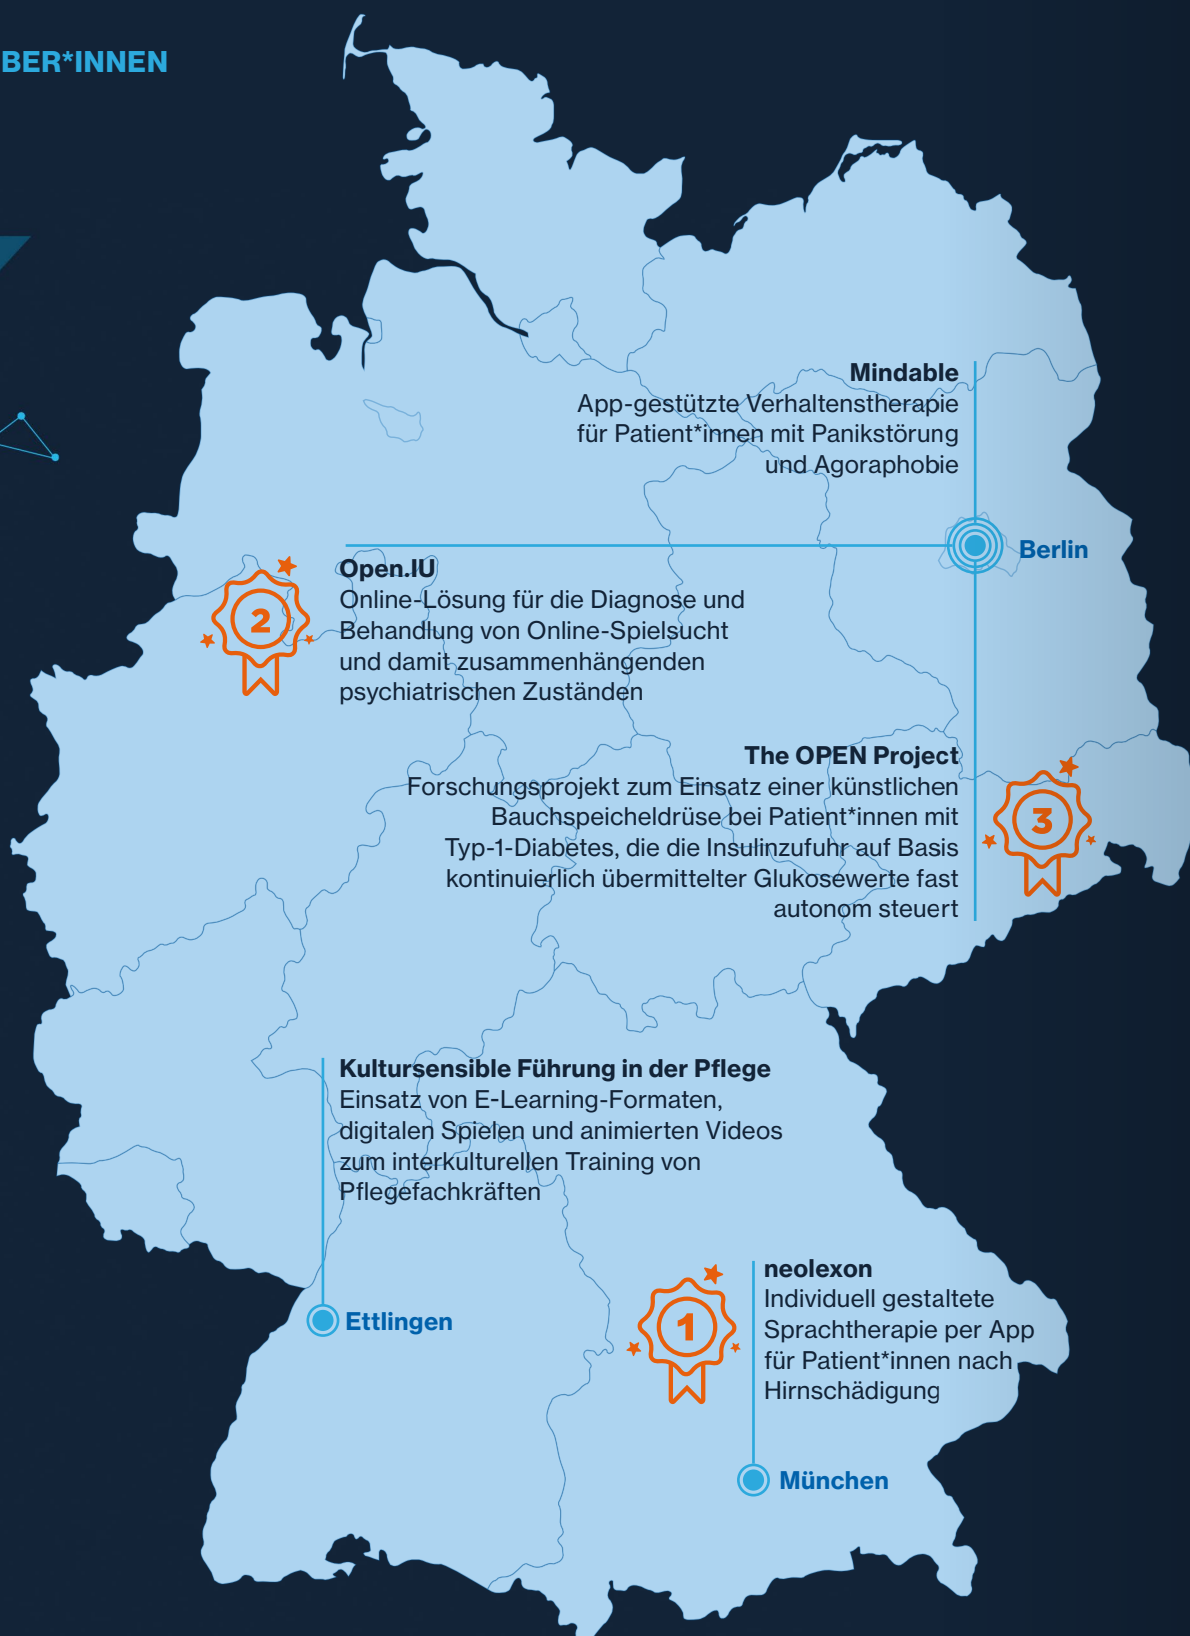 BER*INNEN
Mindable
App-gestützte Verhaltenstherapie
für Patient*innen mit Panikstörung
und Agoraphobie
Berlin
2
Open.IU
Online-Lösung für die Diagnose und
Behandlung von Online-Spielsucht
und damit zusammenhängenden
psychiatrischen Zuständen
The OPEN Project
Forschungsprojekt zum Einsatz einer künstlichen
Bauchspeicheldrüse bei Patient*innen mit
Typ-1-Diabetes, die die Insulinzufuhr auf Basis
kontinuierlich übermittelter Glukosewerte fast
autonom steuert
3
Kultursensible Führung in der Pflege
Einsatz von E-Learning-Formaten,
digitalen Spielen und animierten Videos
zum interkulturellen Training von
Pflegefachkräften
Ettlingen
1
neolexon
Individuell gestaltete
Sprachtherapie per App
für Patient*innen nach
Hirnschädigung
München